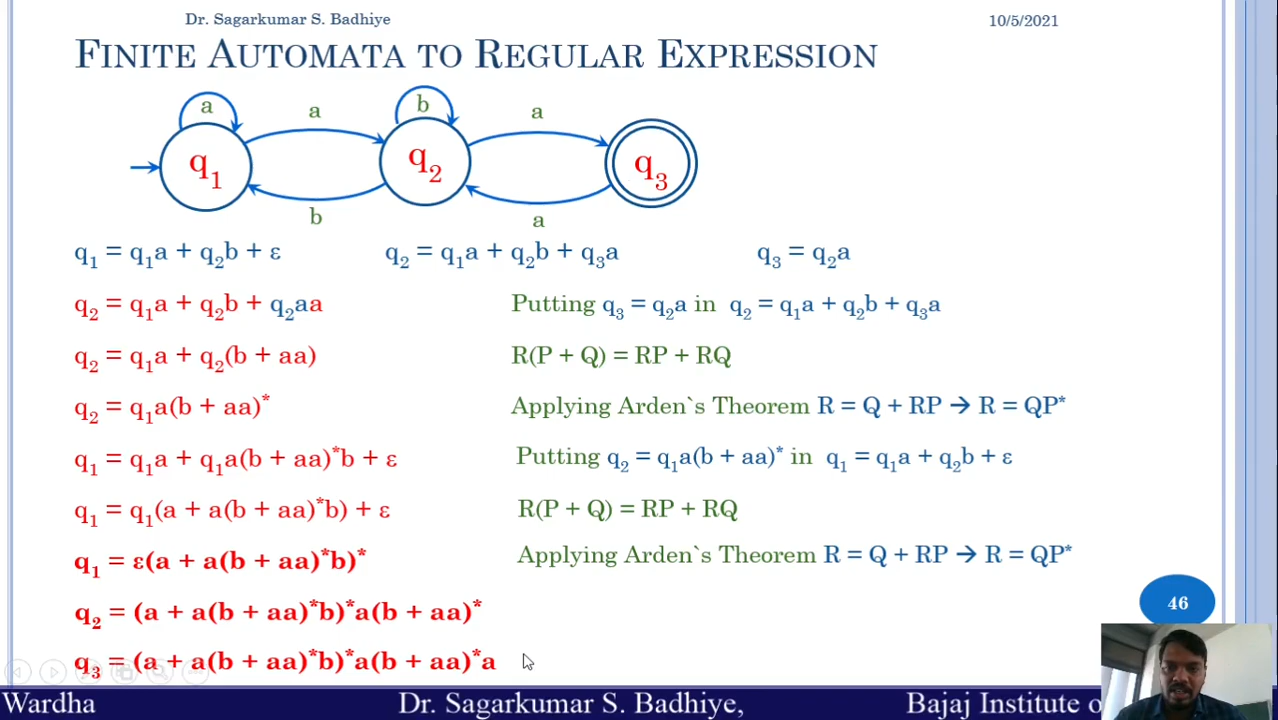 Dr. Sagarkumar S. Badhiye 10/5/2021
FINITE AUTOMATA TO REGULAR EXPRESSION
a a b a
q₁ q₂ q₃
b a
q₁ = q₁a + q₂b + ε q₂ = q₁a + q₂b + q₃a q₃ = q₂a
q₂ = q₁a + q₂b + q₂aa Putting q₃ = q₂a in q₂ = q₁a + q₂b + q₃a
q₂ = q₁a + q₂(b + aa) R(P + Q) = RP + RQ
q₂ = q₁a(b + aa)* Applying Arden`s Theorem R = Q + RP → R = QP*
q₁ = q₁a + q₁a(b + aa)*b + ε Putting q₂ = q₁a(b + aa)* in q₁ = q₁a + q₂b + ε
q₁ = q₁(a + a(b + aa)*b) + ε R(P + Q) = RP + RQ
q₁ = ε(a + a(b + aa)*b)* Applying Arden`s Theorem R = Q + RP → R = QP*
q₂ = (a + a(b + aa)*b)*a(b + aa)*
46
q₃ = (a + a(b + aa)*b)*a(b + aa)*a
Wardha Dr. Sagarkumar S. Badhiye, Bajaj Institute o